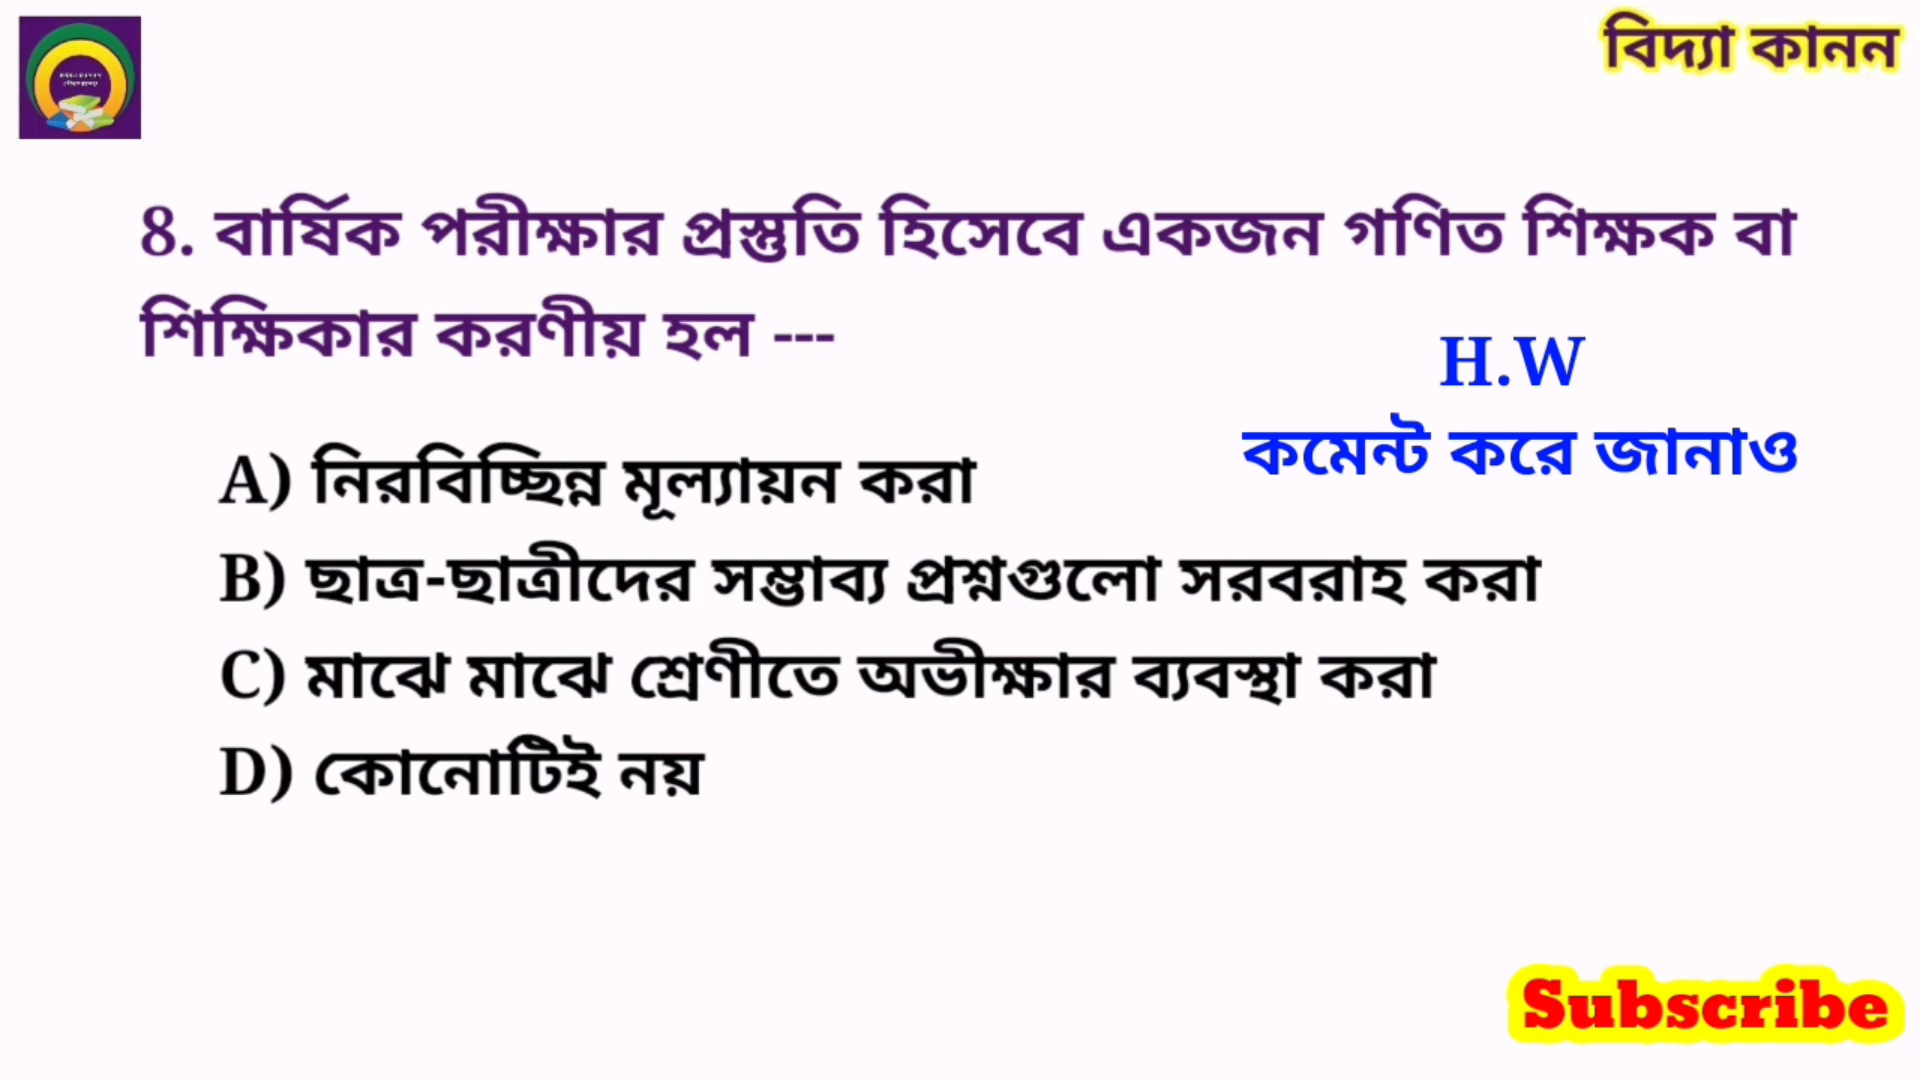 বিদ্যা কানন
8. বার্ষিক পরীক্ষার প্রস্তুতি হিসেবে একজন গণিত শিক্ষক বা
শিক্ষিকার করণীয় হল ---
H.W
কমেন্ট করে জানাও
A) নিরবিচ্ছিন্ন মূল্যায়ন করা
B) ছাত্র-ছাত্রীদের সম্ভাব্য প্রশ্নগুলো সরবরাহ করা
C) মাঝে মাঝে শ্রেণীতে অভীক্ষার ব্যবস্থা করা
D) কোনোটিই নয়
Subscribe